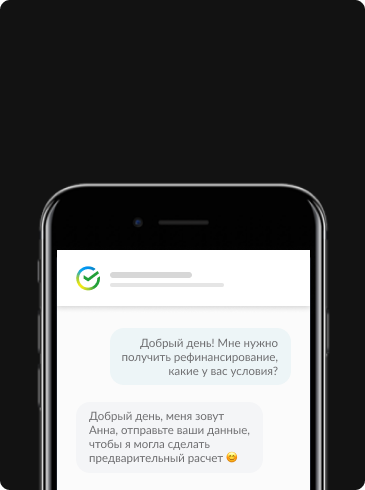 Добрый день! Мне нужно
получить рефинансирование,
какие у вас условия?
Добрый день, меня зовут
Анна, отправьте ваши данные,
чтобы я могла сделать
предварительный расчет 😊